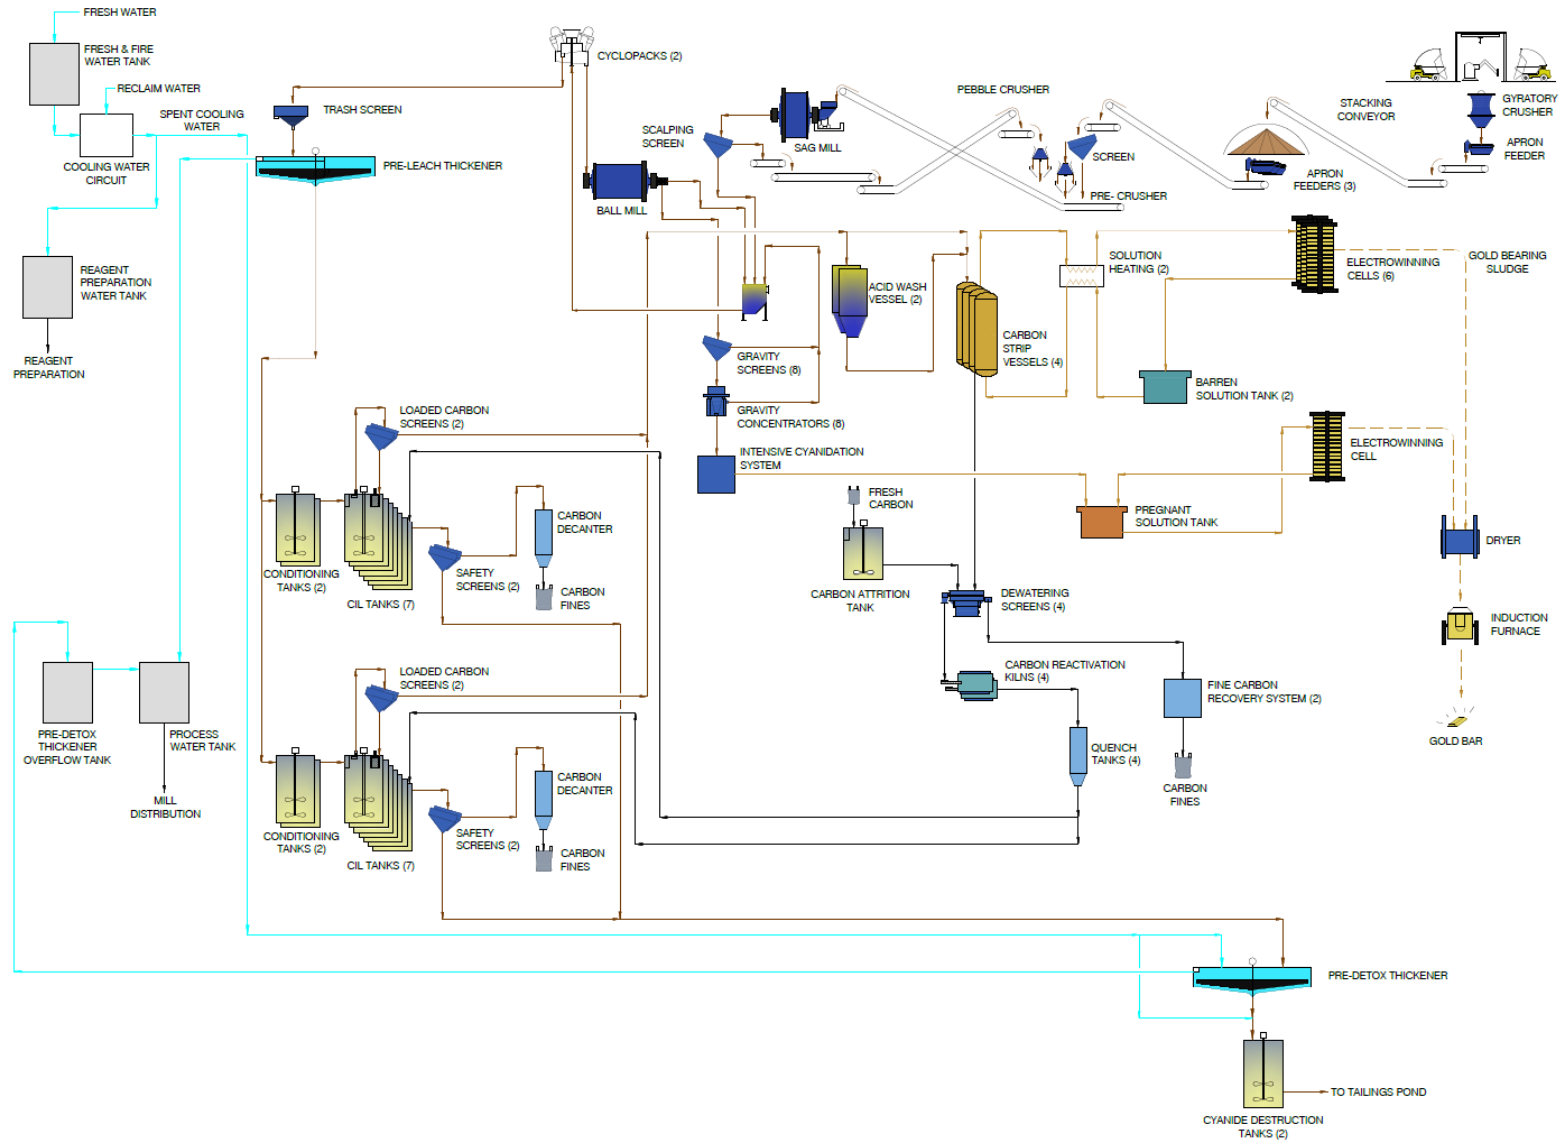 FRESH WATER
FRESH & FIRE
WATER TANK
RECLAIM WATER
SPENT COOLING
WATER
COOLING WATER
CIRCUIT
TRASH SCREEN
PRE-LEACH THICKENER
CYCLOPACKS (2)
BALL MILL
SCALPING
SCREEN
SAG MILL
PEBBLE CRUSHER
SCREEN
PRE- CRUSHER
STACKING
CONVEYOR
APRON
FEEDERS (3)
GYRATORY
CRUSHER
APRON
FEEDER
REAGENT
PREPARATION
WATER TANK
REAGENT
PREPARATION
ACID WASH
VESSEL (2)
CARBON
STRIP
VESSELS (4)
SOLUTION
HEATING (2)
ELECTROWINNING
CELLS (6)
GOLD BEARING
SLUDGE
BARREN
SOLUTION TANK (2)
GRAVITY
SCREENS (8)
GRAVITY
CONCENTRATORS (8)
INTENSIVE CYANIDATION
SYSTEM
ELECTROWINNING
CELL
PREGNANT
SOLUTION TANK
DRYER
INDUCTION
FURNACE
GOLD BAR
LOADED CARBON
SCREENS (2)
CONDITIONING
TANKS (2)
CIL TANKS (7)
SAFETY
SCREENS (2)
CARBON
DECANTER
CARBON
FINES
FRESH
CARBON
CARBON ATTRITION
TANK
DEWATERING
SCREENS (4)
CARBON REACTIVATION
KILNS (4)
FINE CARBON
RECOVERY SYSTEM (2)
QUENCH
TANKS (4)
CARBON
FINES
PRE-DETOX
THICKENER
OVERFLOW TANK
PROCESS
WATER TANK
MILL
DISTRIBUTION
LOADED CARBON
SCREENS (2)
CONDITIONING
TANKS (2)
CIL TANKS (7)
SAFETY
SCREENS (2)
CARBON
DECANTER
CARBON
FINES
PRE-DETOX THICKENER
TO TAILINGS POND
CYANIDE DESTRUCTION
TANKS (2)